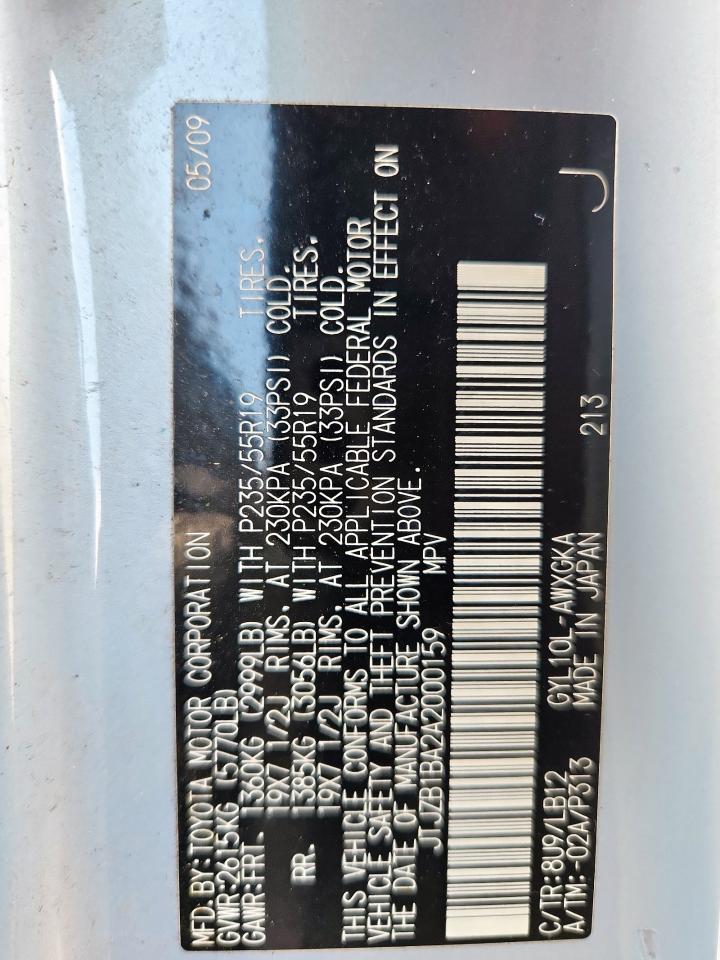 MFD. BY: TOYOTA MOTOR CORPORATION 05/09
GVWR: 2615KG (5770LB)
GAWR: FRT. 1360KG (2999LB) WITH P235/55R19 TIRES,
19X7 1/2J RIMS, AT 230KPA (33PSI) COLD.
RR. 1385KG (3056LB) WITH P235/55R19 TIRES,
19X7 1/2J RIMS, AT 230KPA (33PSI) COLD.
THIS VEHICLE CONFORMS TO ALL APPLICABLE FEDERAL MOTOR
VEHICLE SAFETY AND THEFT PREVENTION STANDARDS IN EFFECT ON
THE DATE OF MANUFACTURE SHOWN ABOVE.
JTJZB1BA2A2000159 MPV
C/TR: 8U9/LB12 GYL10L-AWXGKA
A/TM: -02A/P313 MADE IN JAPAN 213 J